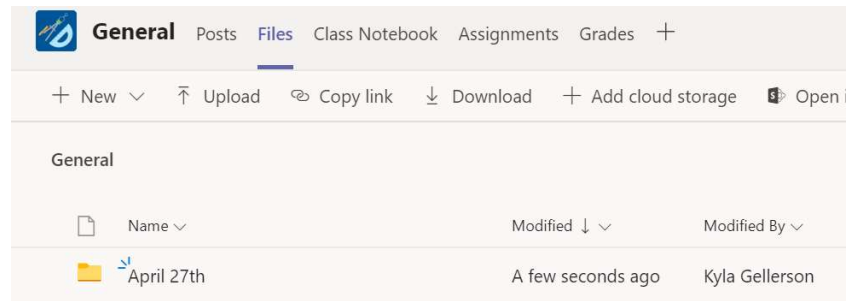 General Posts Files Class Notebook Assignments Grades +
+ New Upload Copy link Download + Add cloud storage Open
General
Name Modified ↓ Modified By
April 27th A few seconds ago Kyla Gellerson